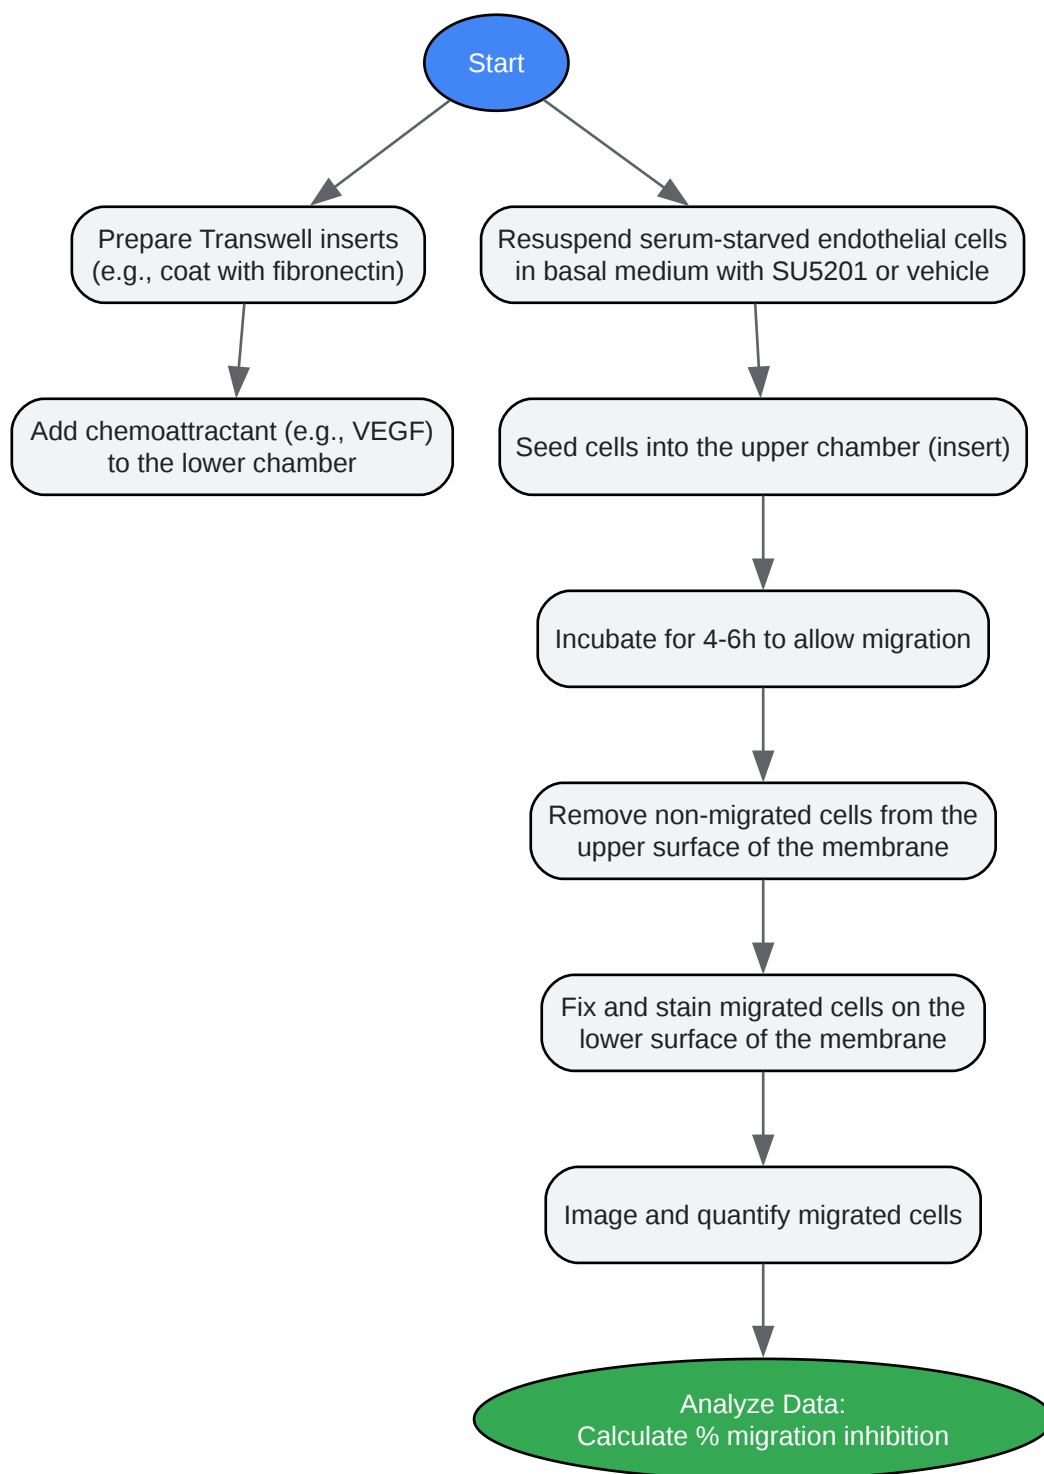 Start
Prepare Transwell inserts
(e.g., coat with fibronectin)
Resuspend serum-starved endothelial cells
in basal medium with SU5201 or vehicle
Add chemoattractant (e.g., VEGF)
to the lower chamber
Seed cells into the upper chamber (insert)
Incubate for 4-6h to allow migration
Remove non-migrated cells from the
upper surface of the membrane
Fix and stain migrated cells on the
lower surface of the membrane
Image and quantify migrated cells
Analyze Data:
Calculate % migration inhibition